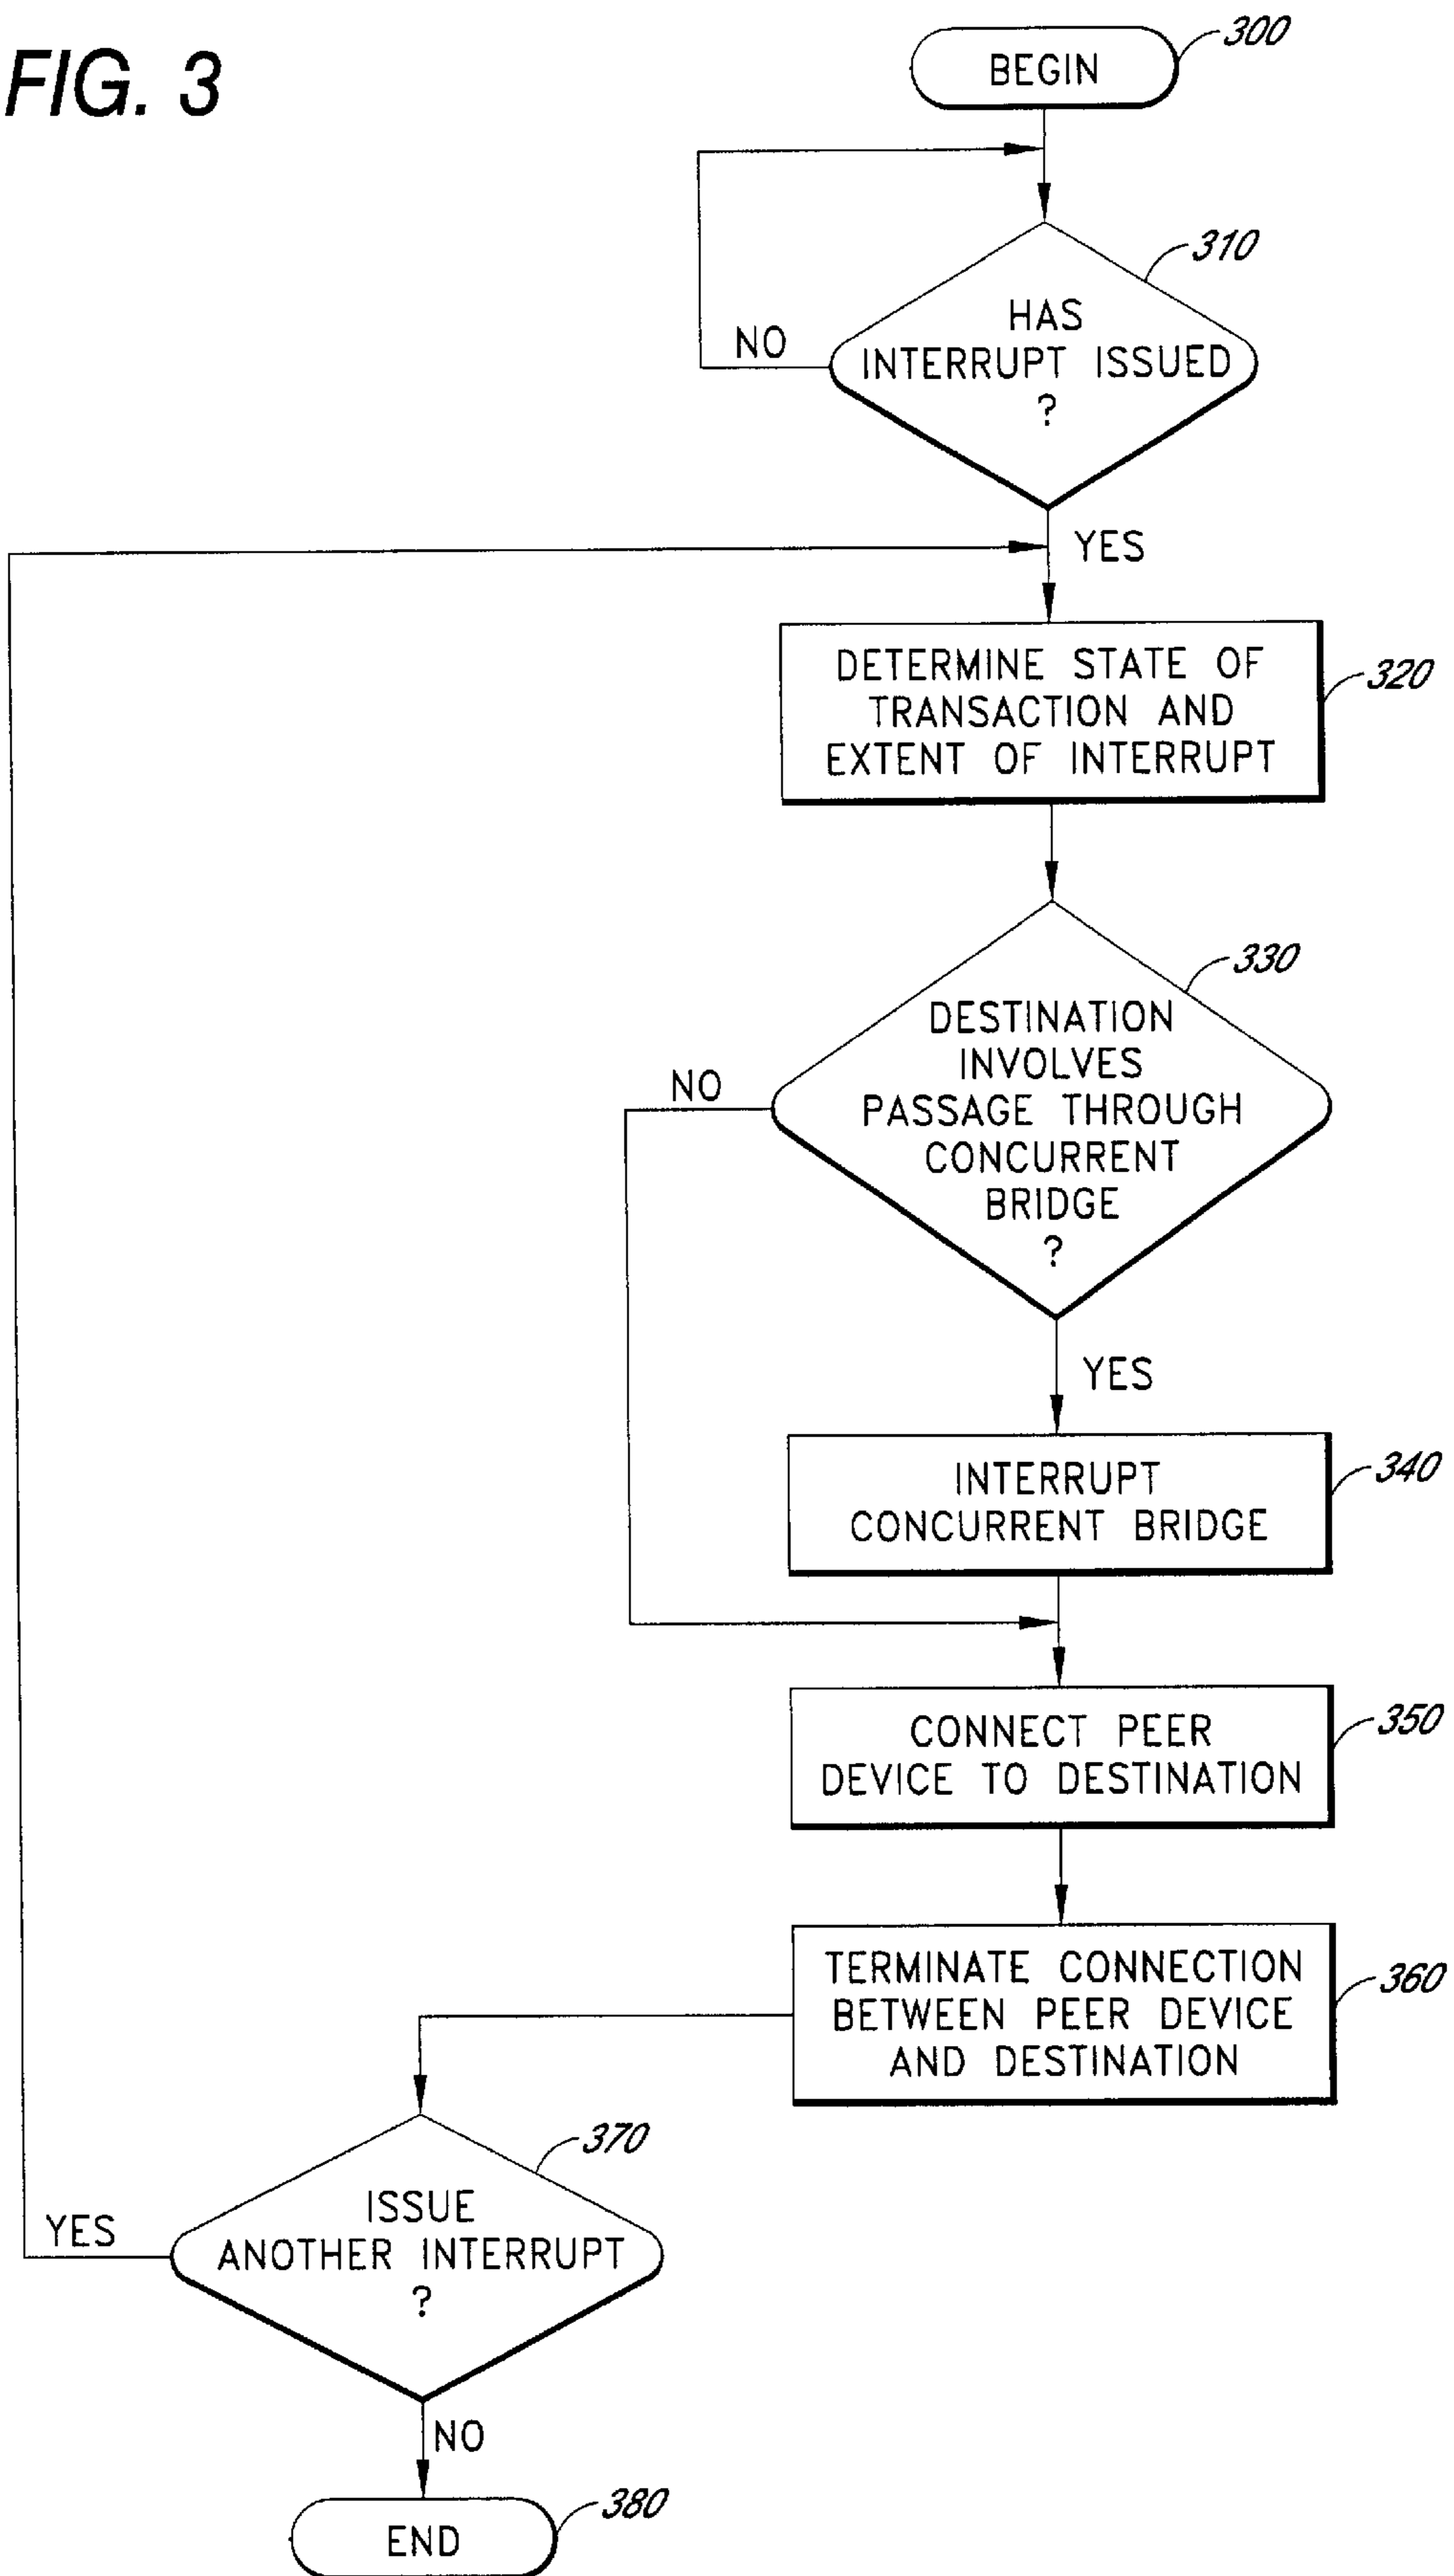 FIG. 3
BEGIN
300
310
HAS
INTERRUPT ISSUED
?
NO
YES
DETERMINE STATE OF
TRANSACTION AND
EXTENT OF INTERRUPT
320
330
DESTINATION
INVOLVES
PASSAGE THROUGH
CONCURRENT
BRIDGE
?
NO
YES
INTERRUPT
CONCURRENT BRIDGE
340
CONNECT PEER
DEVICE TO DESTINATION
350
TERMINATE CONNECTION
BETWEEN PEER DEVICE
AND DESTINATION
360
370
ISSUE
ANOTHER INTERRUPT
?
YES
NO
END
380